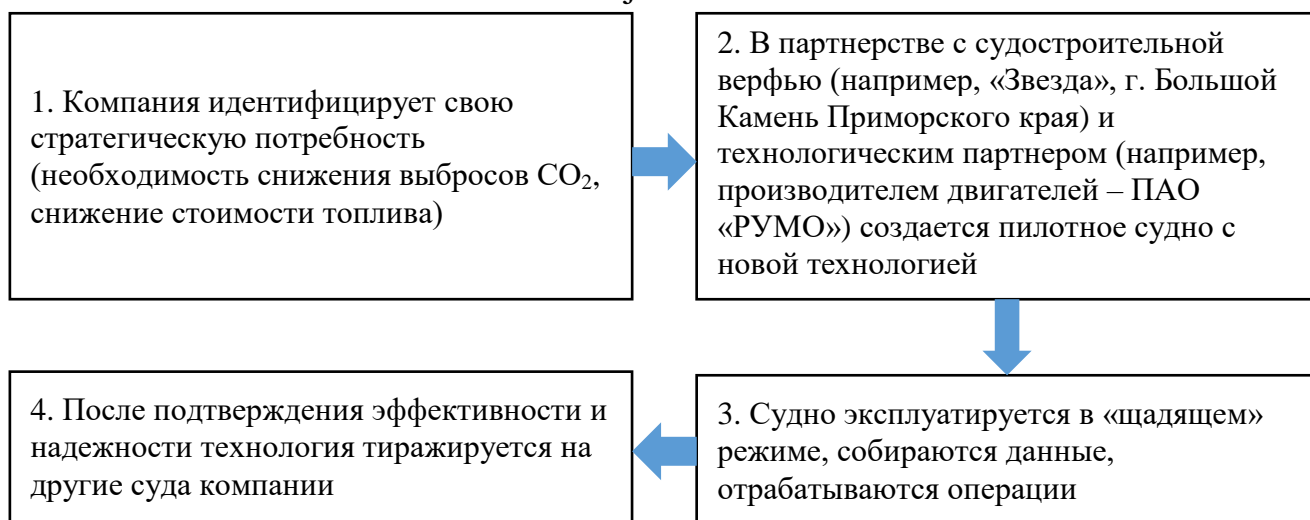 1. Компания идентифицирует свою
стратегическую потребность
(необходимость снижения выбросов CO₂,
снижение стоимости топлива)
2. В партнерстве с судостроительной
верфью (например, «Звезда», г. Большой
Камень Приморского края) и
технологическим партнером (например,
производителем двигателей – ПАО
«РУМО») создается пилотное судно с
новой технологией
3. Судно эксплуатируется в «щадящем»
режиме, собираются данные,
отрабатываются операции
4. После подтверждения эффективности и
надежности технология тиражируется на
другие суда компании